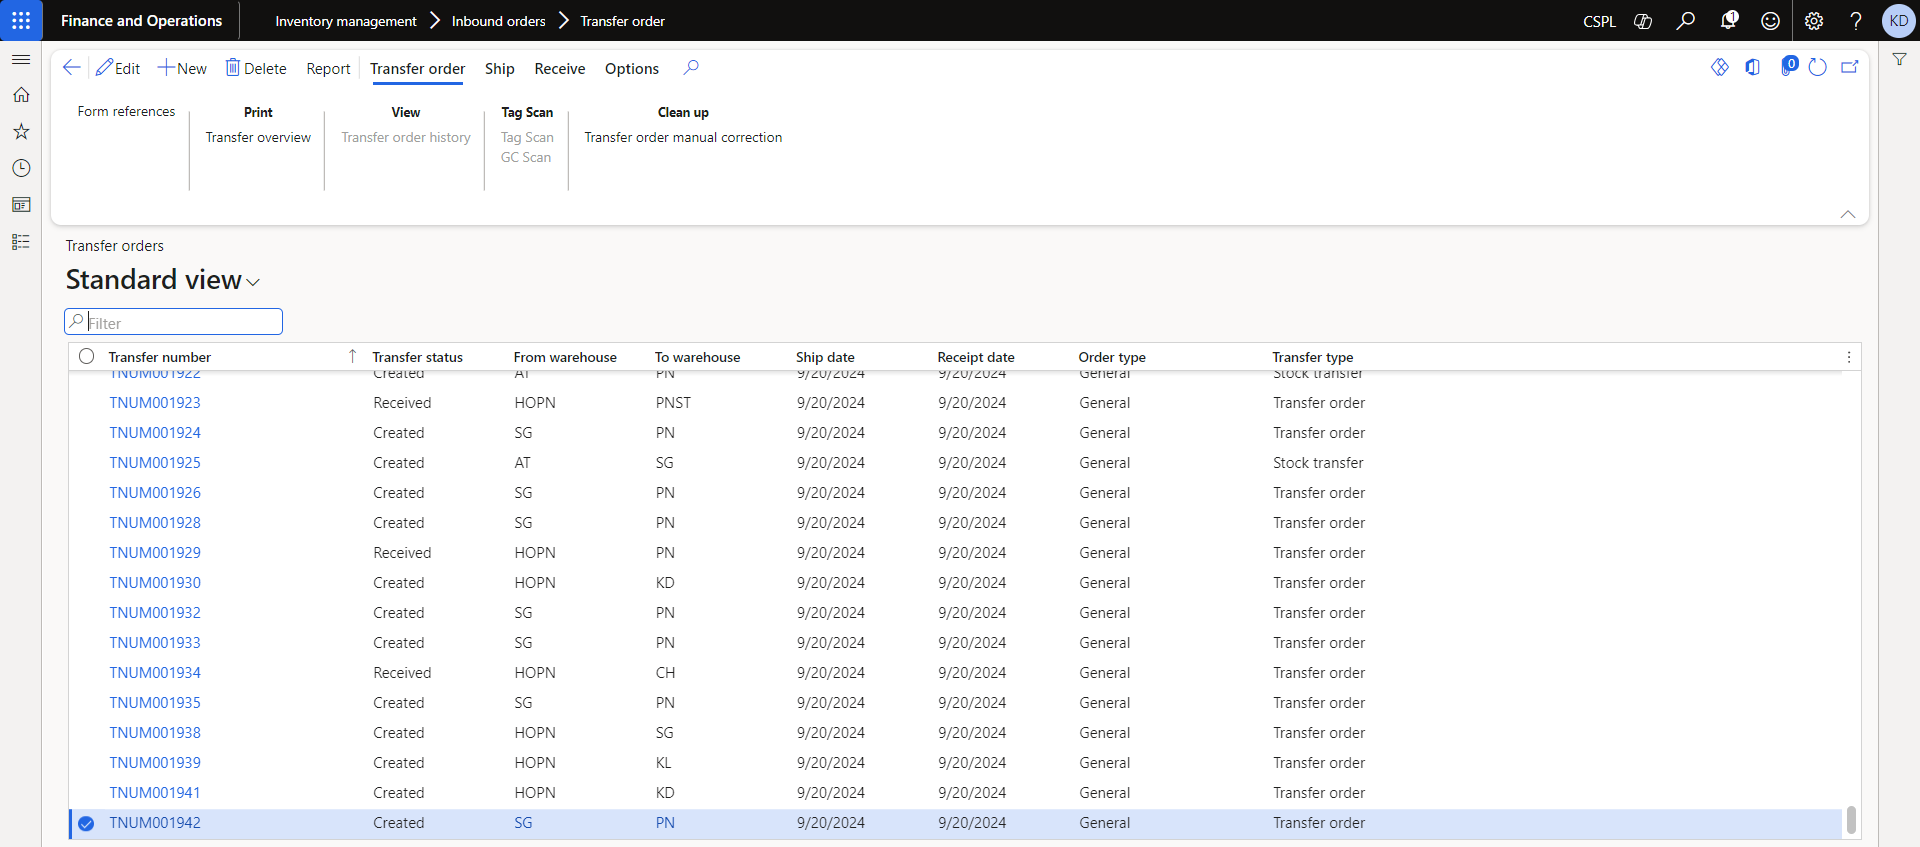 Finance and Operations
Inventory management Inbound orders Transfer order
CSPL 1 ? KD
Edit New Delete Report Transfer order Ship Receive Options 0
Form references Print View Tag Scan Clean up
Transfer overview Transfer order history Tag Scan Transfer order manual correction
GC Scan
Transfer orders
Standard view
Filter
Transfer number Transfer status From warehouse To warehouse Ship date Receipt date Order type Transfer type
TNUM001922 Created AT PN 9/20/2024 9/20/2024 General Stock transfer
TNUM001923 Received HOPN PNST 9/20/2024 9/20/2024 General Transfer order
TNUM001924 Created SG PN 9/20/2024 9/20/2024 General Transfer order
TNUM001925 Created AT SG 9/20/2024 9/20/2024 General Stock transfer
TNUM001926 Created SG PN 9/20/2024 9/20/2024 General Transfer order
TNUM001928 Created SG PN 9/20/2024 9/20/2024 General Transfer order
TNUM001929 Received HOPN PN 9/20/2024 9/20/2024 General Transfer order
TNUM001930 Created HOPN KD 9/20/2024 9/20/2024 General Transfer order
TNUM001932 Created SG PN 9/20/2024 9/20/2024 General Transfer order
TNUM001933 Created SG PN 9/20/2024 9/20/2024 General Transfer order
TNUM001934 Received HOPN CH 9/20/2024 9/20/2024 General Transfer order
TNUM001935 Created SG PN 9/20/2024 9/20/2024 General Transfer order
TNUM001938 Created HOPN SG 9/20/2024 9/20/2024 General Transfer order
TNUM001939 Created HOPN KL 9/20/2024 9/20/2024 General Transfer order
TNUM001941 Created HOPN KD 9/20/2024 9/20/2024 General Transfer order
TNUM001942 Created SG PN 9/20/2024 9/20/2024 General Transfer order